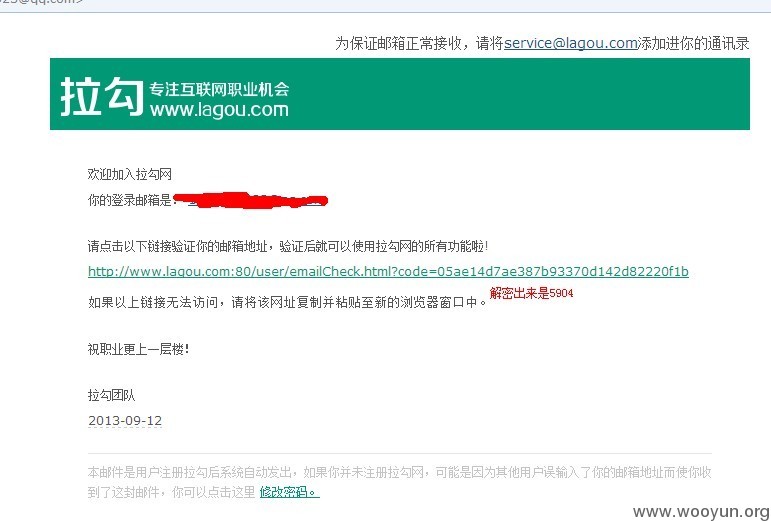 为保证邮箱正常接收，请将service@lagou.com添加进你的通讯录
拉勾 专注互联网职业机会
www.lagou.com
欢迎加入拉勾网
你的登录邮箱是：
请点击以下链接验证你的邮箱地址，验证后就可以使用拉勾网的所有功能啦!
http://www.lagou.com:80/user/emailCheck.html?code=05ae14d7ae387b93370d142d82220f1b
解密出来是5904
如果以上链接无法访问，请将该网址复制并粘贴至新的浏览器窗口中。
祝职业更上一层楼!
拉勾团队
2013-09-12
本邮件是用户注册拉勾后系统自动发出，如果你并未注册拉勾网，可能是因为其他用户误输入了你的邮箱地址而使你收
到了这封邮件，你可以点击这里 修改密码。
www.wooyun.org